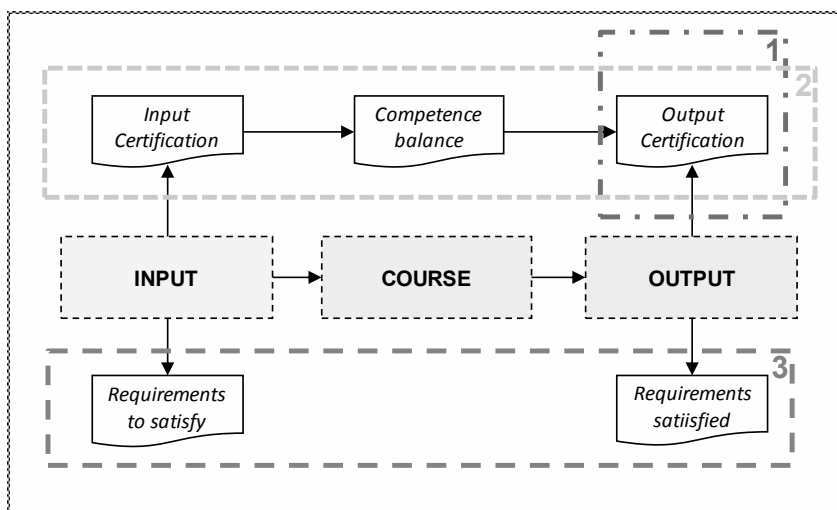 1
2
Input
Certification
Competence
balance
Output
Certification
INPUT
COURSE
OUTPUT
3
Requirements
to satisfy
Requirements
satiisfied